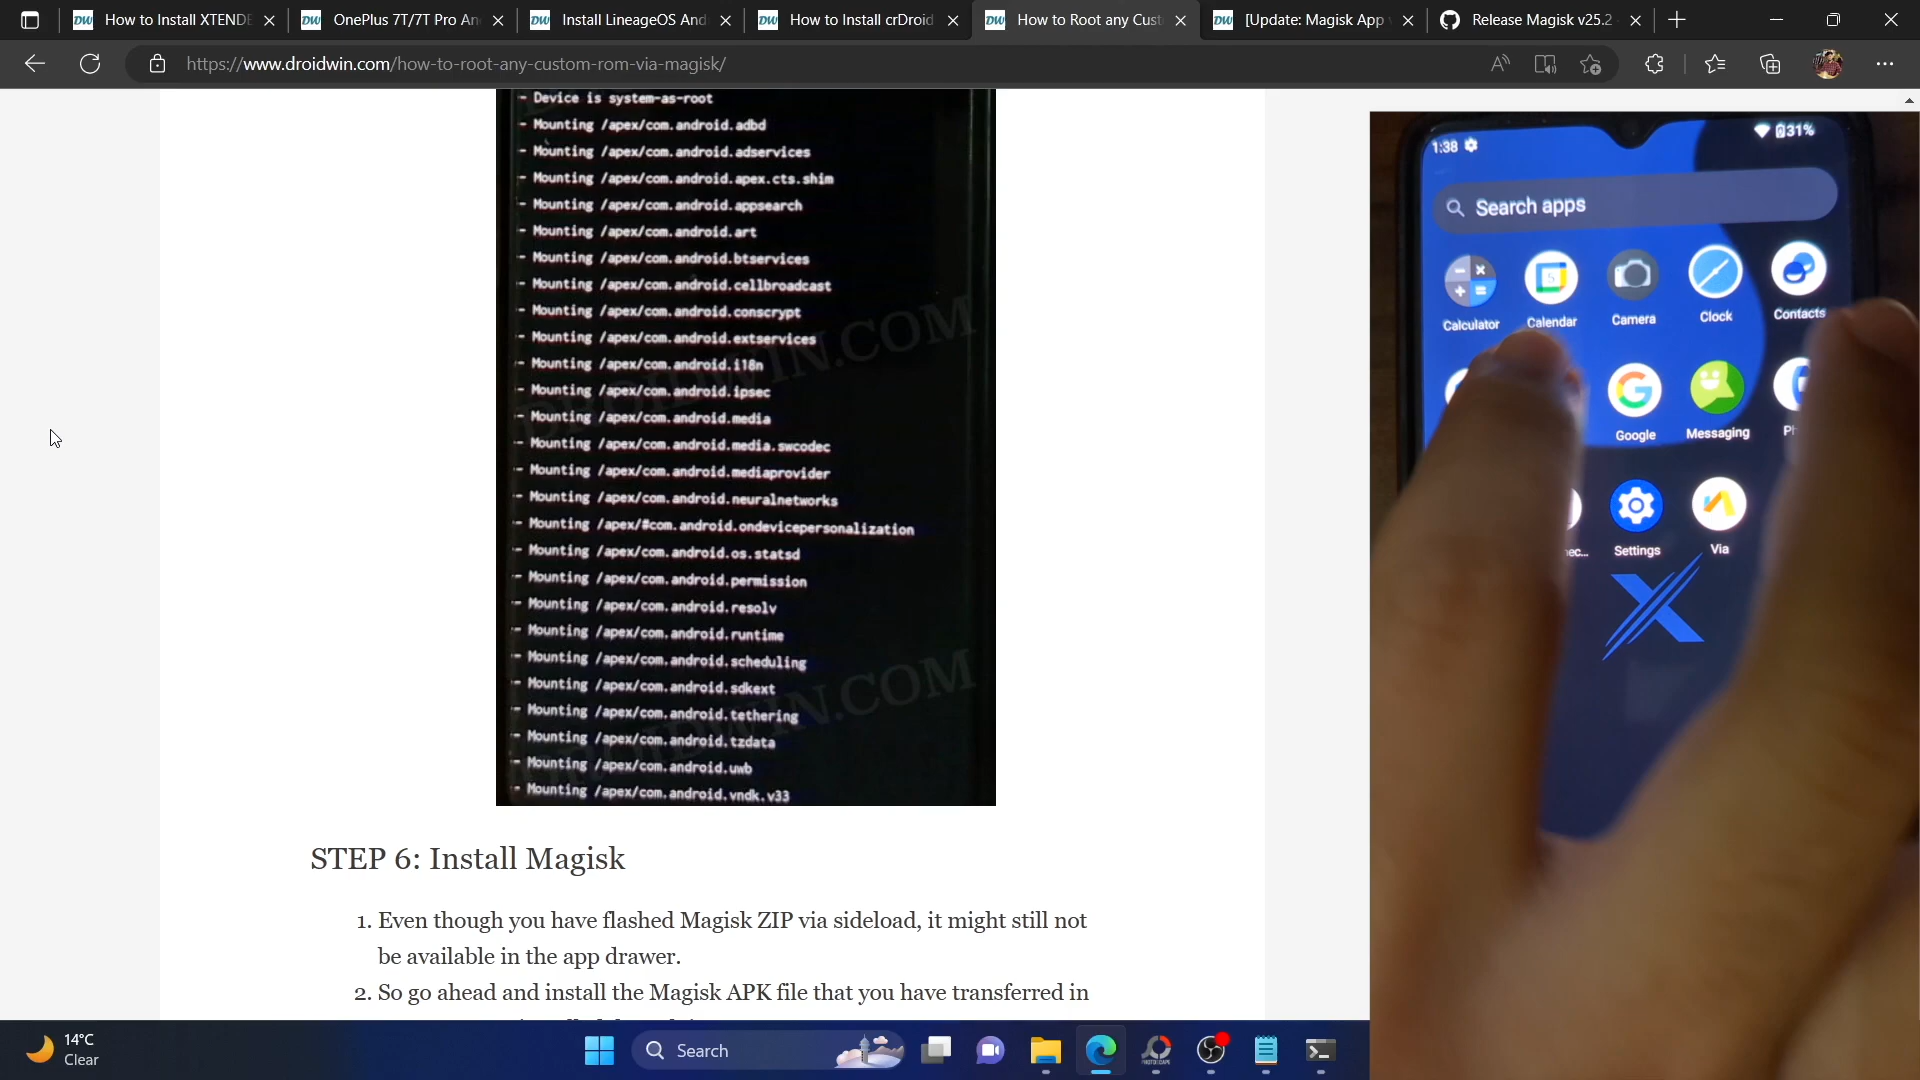 How to Install XTENDE
OnePlus 7T/7T Pro An
Install LineageOS And
How to Install crDroid
How to Root any Cust
[Update: Magisk App v
Release Magisk v25.2
https://www.droidwin.com/how-to-root-any-custom-rom-via-magisk/
- Device is system-as-root
- Mounting /apex/com.android.adbd
- Mounting /apex/com.android.adservices
- Mounting /apex/com.android.apex.cts.shim
- Mounting /apex/com.android.appsearch
- Mounting /apex/com.android.art
- Mounting /apex/com.android.btservices
- Mounting /apex/com.android.cellbroadcast
- Mounting /apex/com.android.conscrypt
- Mounting /apex/com.android.extservices
- Mounting /apex/com.android.i18n
- Mounting /apex/com.android.ipsec
- Mounting /apex/com.android.media
- Mounting /apex/com.android.media.swcodec
- Mounting /apex/com.android.mediaprovider
- Mounting /apex/com.android.neuralnetworks
- Mounting /apex/#com.android.ondevicepersonalization
- Mounting /apex/com.android.os.statsd
- Mounting /apex/com.android.permission
- Mounting /apex/com.android.resolv
- Mounting /apex/com.android.runtime
- Mounting /apex/com.android.scheduling
- Mounting /apex/com.android.sdkext
- Mounting /apex/com.android.tethering
- Mounting /apex/com.android.tzdata
- Mounting /apex/com.android.uwb
- Mounting /apex/com.android.vndk.v33
DROIDWIN.COM
DROIDWIN.COM
STEP 6: Install Magisk
1. Even though you have flashed Magisk ZIP via sideload, it might still not
be available in the app drawer.
2. So go ahead and install the Magisk APK file that you have transferred in
1:38
31%
Search apps
Calculator
Calendar
Camera
Clock
Contacts
Google
Messaging
Settings
Via
14°C
Clear
Search